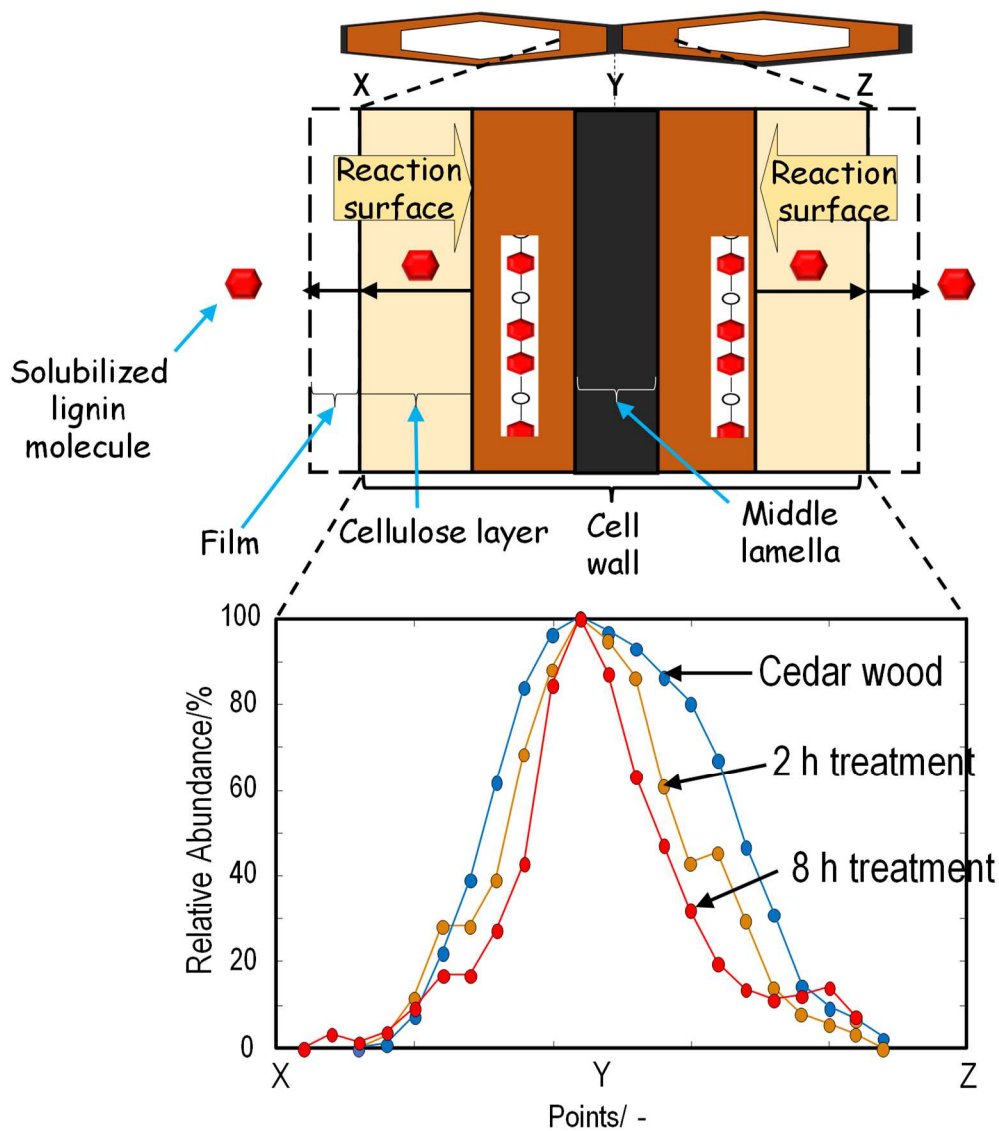 X Y Z
Reaction
surface
Reaction
surface
Solubilized
lignin
molecule
Film
Cellulose layer
Cell
wall
Middle
lamella
Relative Abundance/%
100
80
60
40
20
0
Cedar wood
2 h treatment
8 h treatment
X Y Z
Points/ -